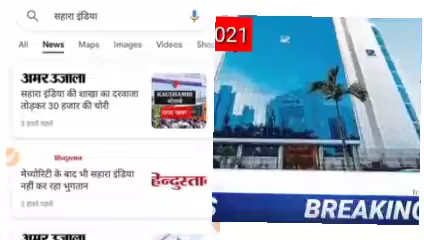 सहारा इंडिया
All News Maps Images Videos
अमर उजाला
सहारा इंडिया की शाखा का दरवाजा
तोड़कर 30 हजार की चोरी
KAUSHAMBI
3 हफ़्ते पहले
हिन्दुस्तान
मेच्योरिटी के बाद भी सहारा इंडिया
नहीं कर रहा भुगतान
हिन्दुस्ता
3 हफ़्ते पहले
अमर उजाला
021
BREAKING